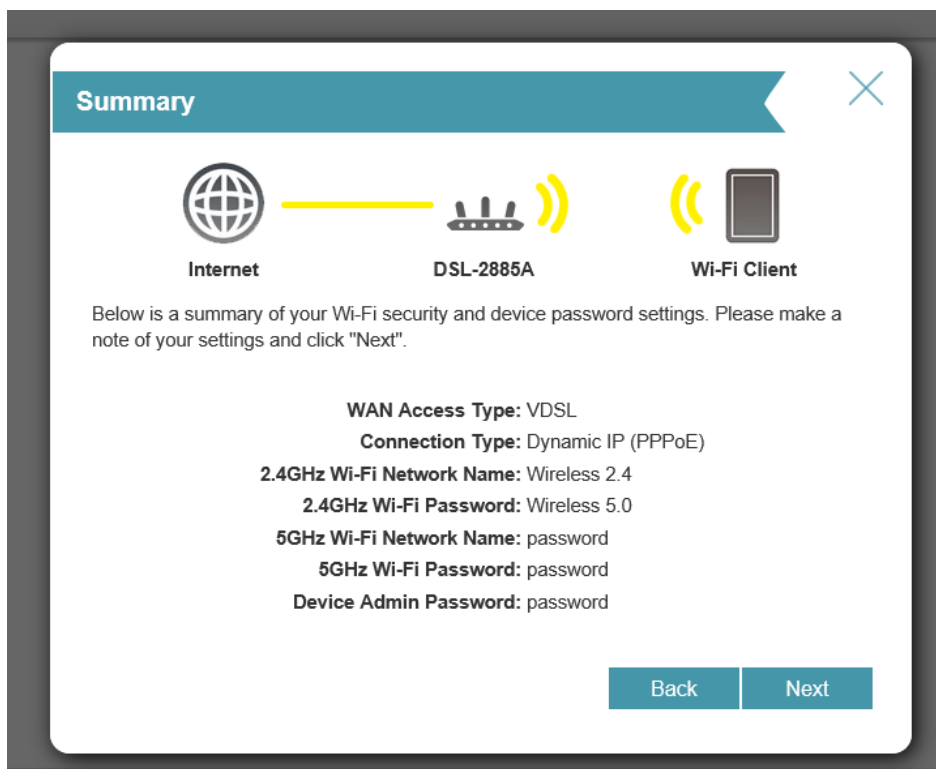 Summary
Internet
DSL-2885A
Wi-Fi Client
Below is a summary of your Wi-Fi security and device password settings. Please make a
note of your settings and click "Next".
WAN Access Type: VDSL
Connection Type: Dynamic IP (PPPoE)
2.4GHz Wi-Fi Network Name: Wireless 2.4
2.4GHz Wi-Fi Password: Wireless 5.0
5GHz Wi-Fi Network Name: password
5GHz Wi-Fi Password: password
Device Admin Password: password
Back
Next